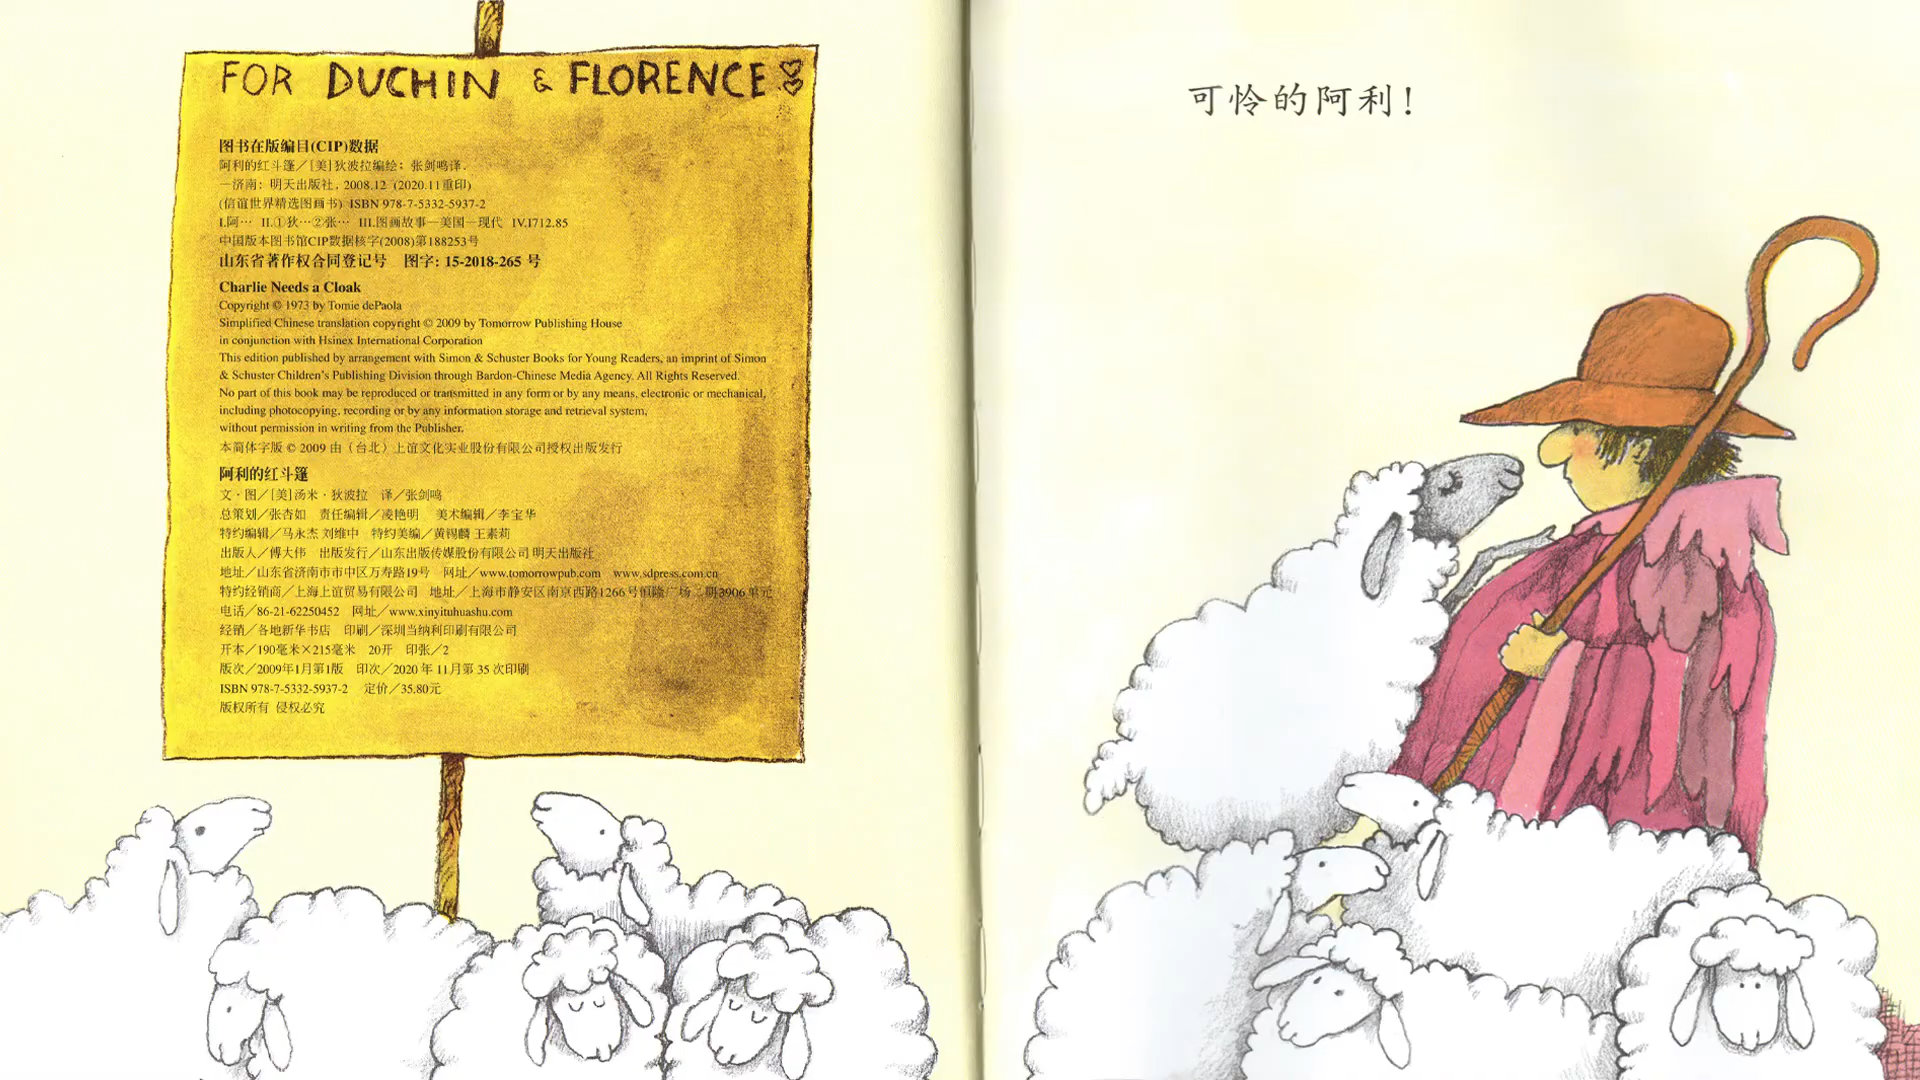 FOR DUCHIN & FLORENCE
图书在版编目(CIP)数据
阿利的红斗篷／[美]狄波拉编绘；张剑鸣译.
—济南：明天出版社，2008.12 (2020.11重印)
(信谊世界精选图画书) ISBN 978-7-5332-5937-2
I.阿… II.①狄…②张… III.图画故事—美国—现代 IV.I712.85
中国版本图书馆CIP数据核字(2008)第188253号
山东省著作权合同登记号 图字: 15-2018-265 号
Charlie Needs a Cloak
Copyright © 1973 by Tomie dePaola
Simplified Chinese translation copyright © 2009 by Tomorrow Publishing House
in conjunction with Hsinex International Corporation
This edition published by arrangement with Simon & Schuster Books for Young Readers, an imprint of Simon
& Schuster Children's Publishing Division through Bardon-Chinese Media Agency. All Rights Reserved.
No part of this book may be reproduced or transmitted in any form or by any means, electronic or mechanical,
including photocopying, recording or by any information storage and retrieval system,
without permission in writing from the Publisher.
本简体字版 © 2009 由（台北）上谊文化实业股份有限公司授权出版发行
阿利的红斗篷
文·图／[美]汤米·狄波拉 译／张剑鸣
总策划／张杏如 责任编辑／凌艳明 美术编辑／李宝华
特约编辑／马永杰 刘维中 特约美编／黄锡麟 王素莉
出版人／傅大伟 出版发行／山东出版传媒股份有限公司 明天出版社
地址／山东省济南市市中区万寿路19号 网址／www.tomorrowpub.com www.sdpress.com.cn
特约经销商／上海上谊贸易有限公司 地址／上海市静安区南京西路1266号恒隆广场二期3906单元
电话／86-21-62250452 网址／www.xinyituhuashu.com
经销／各地新华书店 印刷／深圳当纳利印刷有限公司
开本／190毫米×215毫米 20开 印张／2
版次／2009年1月第1版 印次／2020 年 11月第 35 次印刷
ISBN 978-7-5332-5937-2 定价／35.80元
版权所有 侵权必究
可怜的阿利！